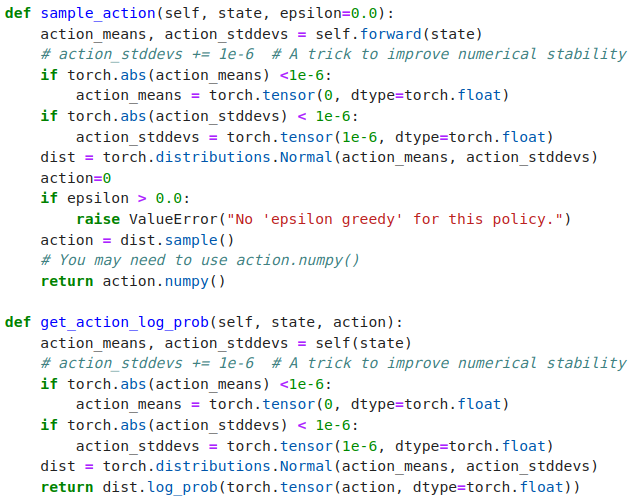 def sample_action(self, state, epsilon=0.0):
    action_means, action_stddevs = self.forward(state)
    # action_stddevs += 1e-6  # A trick to improve numerical stability
    if torch.abs(action_means) <1e-6:
        action_means = torch.tensor(0, dtype=torch.float)
    if torch.abs(action_stddevs) < 1e-6:
        action_stddevs = torch.tensor(1e-6, dtype=torch.float)
    dist = torch.distributions.Normal(action_means, action_stddevs)
    action=0
    if epsilon > 0.0:
        raise ValueError("No 'epsilon greedy' for this policy.")
    action = dist.sample()
    # You may need to use action.numpy()
    return action.numpy()

def get_action_log_prob(self, state, action):
    action_means, action_stddevs = self(state)
    # action_stddevs += 1e-6  # A trick to improve numerical stability
    if torch.abs(action_means) <1e-6:
        action_means = torch.tensor(0, dtype=torch.float)
    if torch.abs(action_stddevs) < 1e-6:
        action_stddevs = torch.tensor(1e-6, dtype=torch.float)
    dist = torch.distributions.Normal(action_means, action_stddevs)
    return dist.log_prob(torch.tensor(action, dtype=torch.float))